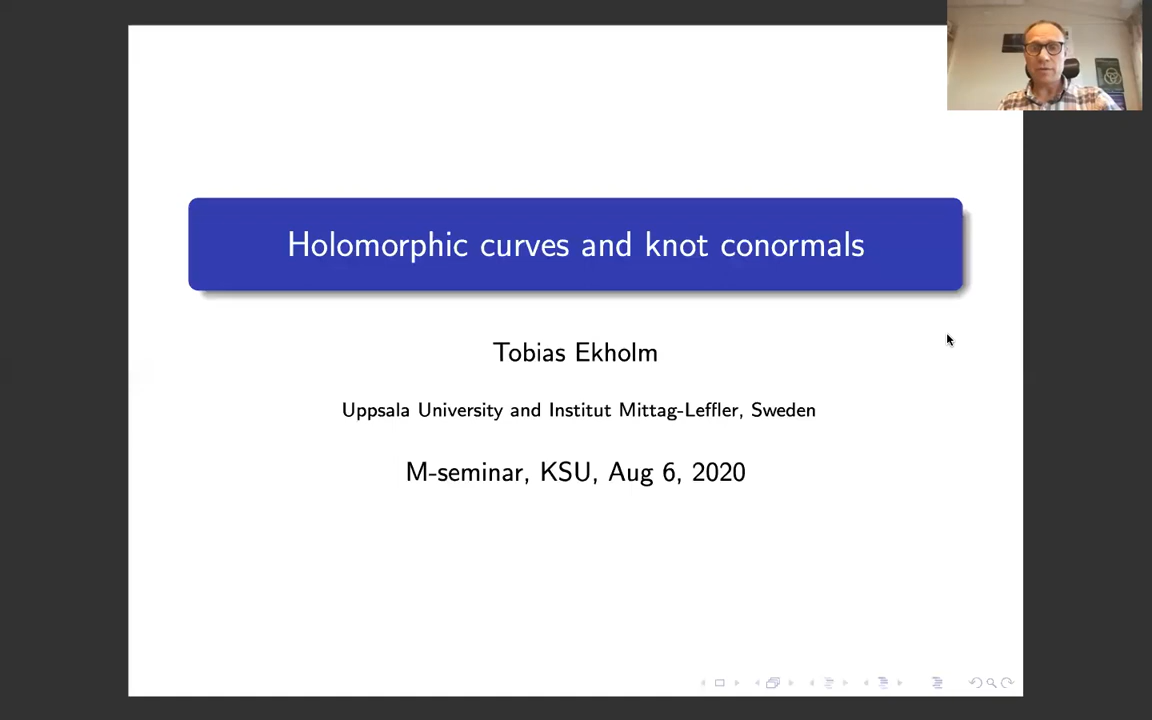 Holomorphic curves and knot conormals
Tobias Ekholm
Uppsala University and Institut Mittag-Leffler, Sweden
M-seminar, KSU, Aug 6, 2020